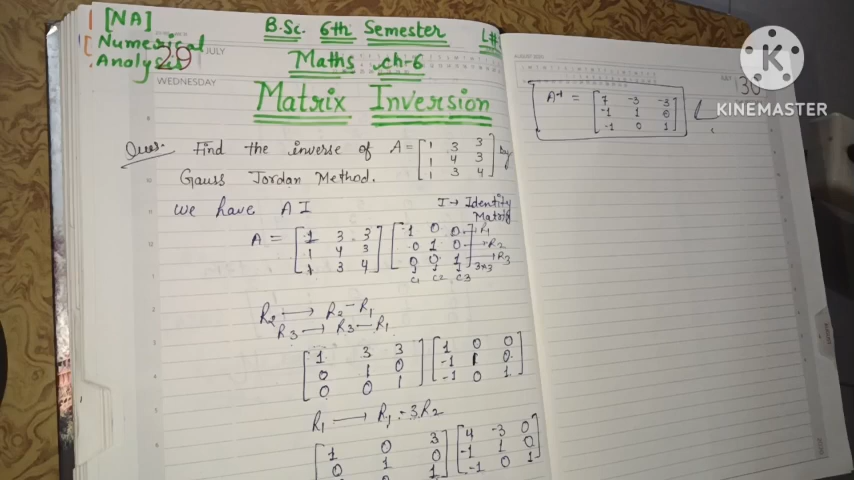 [NA]
Numerical
Analysis
29
JULY
WEDNESDAY
B.Sc. 6th Semester
Maths ch-6
Matrix Inversion
Ques. Find the inverse of A = [1 3 3
1 4 3
1 3 4] by
Gauss Jordan Method.
We have A I
I → Identity
Matrix
A = [1 3 3
1 4 3
1 3 4] [1 0 0 → R1
0 1 0 → R2
0 0 1] → R3
3×3
C1 C2 C3
R2 → R2 - R1
R3 → R3 - R1
[1 3 3
0 1 0
0 0 1] [1 0 0
-1 1 0
-1 0 1]
R1 → R1 - 3R2
[1 0 3
0 1 0
1] [4 -3 0
-1 1 0
-1 0 1]
30
A-1 = [7 -3 -3
-1 1 0
-1 0 1]
K
KINEMASTER